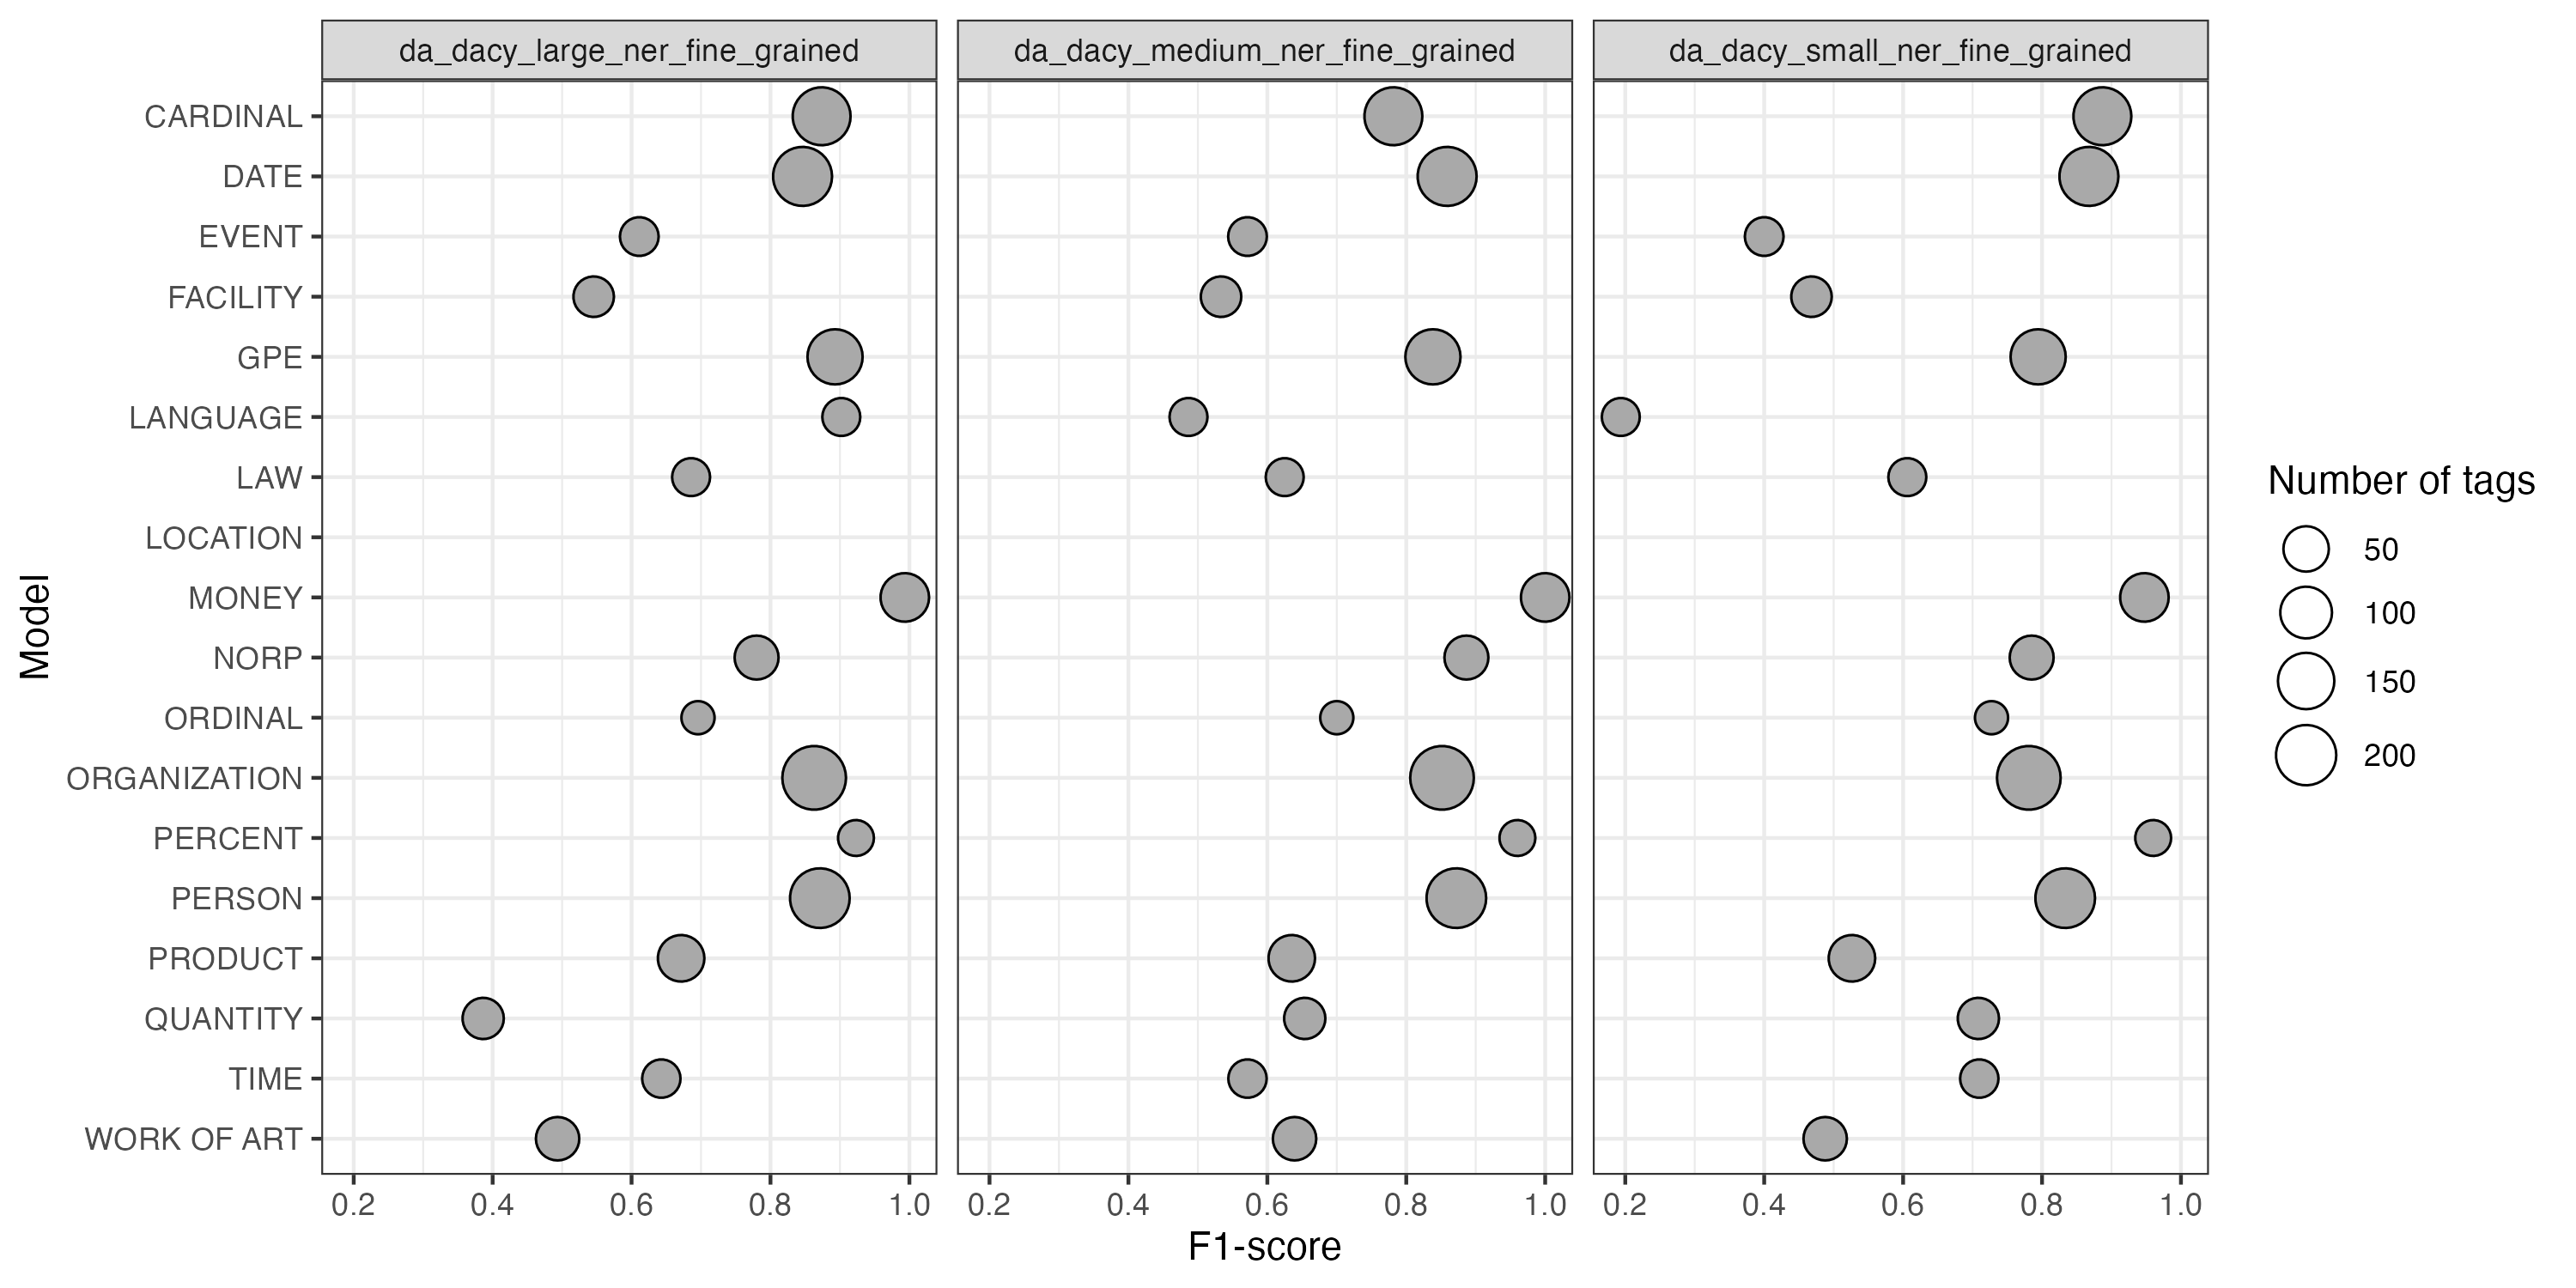 da_dacy_large_ner_fine_grained
da_dacy_medium_ner_fine_grained
da_dacy_small_ner_fine_grained
Model
CARDINAL
DATE
EVENT
FACILITY
GPE
LANGUAGE
LAW
LOCATION
MONEY
NORP
ORDINAL
ORGANIZATION
PERCENT
PERSON
PRODUCT
QUANTITY
TIME
WORK OF ART
0.2 0.4 0.6 0.8 1.0
0.2 0.4 0.6 0.8 1.0
0.2 0.4 0.6 0.8 1.0
F1-score
Number of tags
50
100
150
200